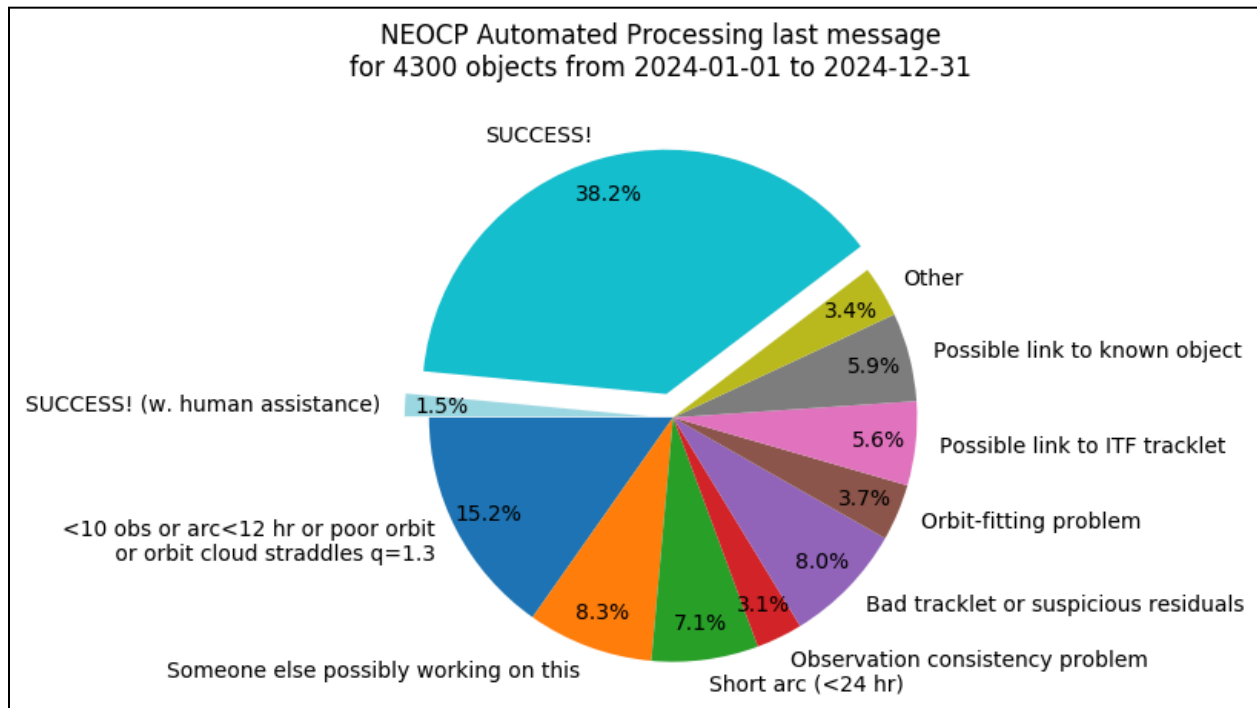 NEOCP Automated Processing last message
for 4300 objects from 2024-01-01 to 2024-12-31
SUCCESS!
38.2%
Other
3.4%
Possible link to known object
5.9%
SUCCESS! (w. human assistance)
1.5%
Possible link to ITF tracklet
5.6%
3.7%
Orbit-fitting problem
<10 obs or arc<12 hr or poor orbit
or orbit cloud straddles q=1.3
15.2%
8.0%
Bad tracklet or suspicious residuals
8.3%
7.1%
3.1%
Someone else possibly working on this
Observation consistency problem
Short arc (<24 hr)